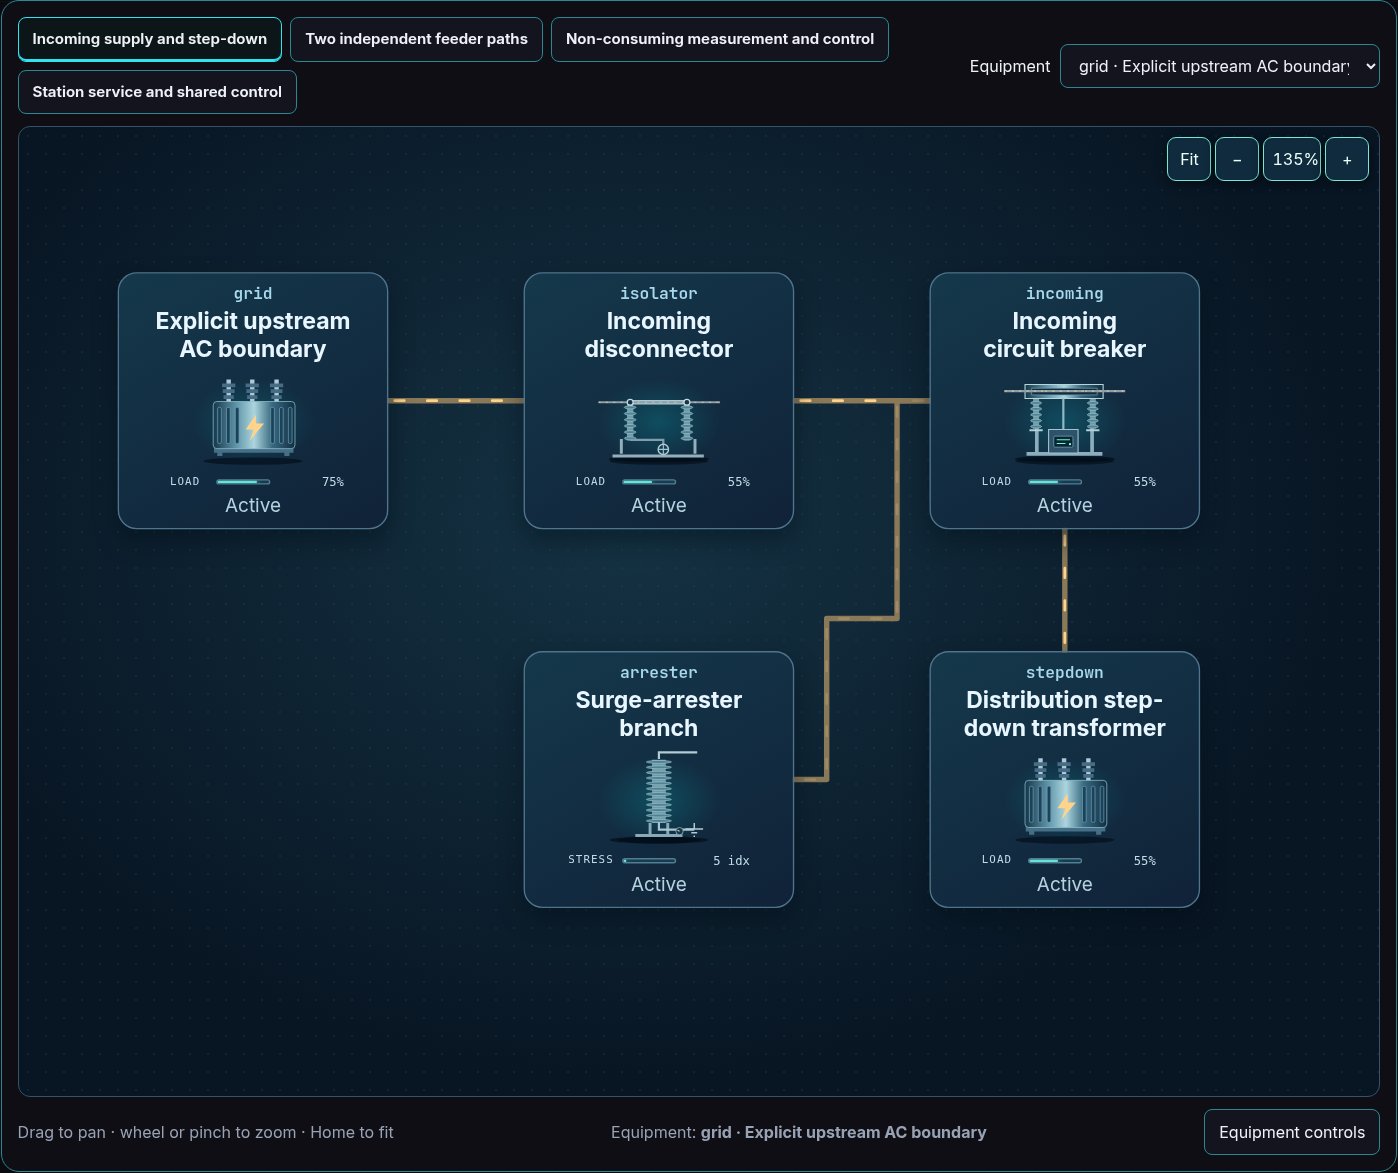 Incoming supply and step-down
Two independent feeder paths
Non-consuming measurement and control
Station service and shared control
Equipment
grid · Explicit upstream AC boundary
Fit
−
135%
+
grid
Explicit upstream
AC boundary
LOAD 75%
Active
isolator
Incoming
disconnector
LOAD 55%
Active
incoming
Incoming
circuit breaker
LOAD 55%
Active
arrester
Surge-arrester
branch
STRESS 5 idx
Active
stepdown
Distribution step-
down transformer
LOAD 55%
Active
Drag to pan · wheel or pinch to zoom · Home to fit
Equipment: grid · Explicit upstream AC boundary
Equipment controls